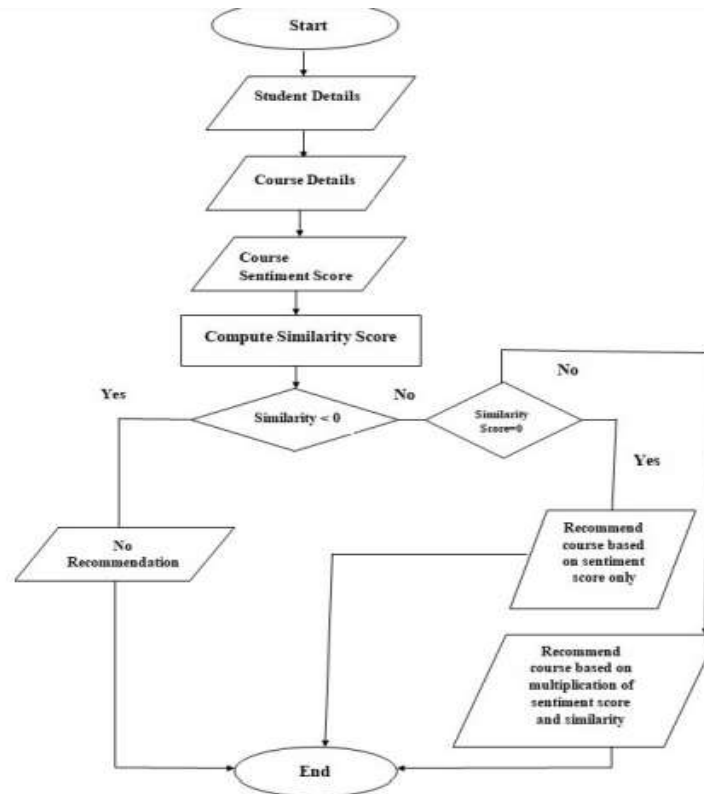 Start
Student Details
Course Details
Course
Sentiment Score
Compute Similarity Score
Yes
Similarity < 0
No
Similarity
Score=0
No
Yes
No
Recommendation
Recommend
course based
on sentiment
score only
Recommend
course based on
multiplication of
sentiment score
and similarity
End